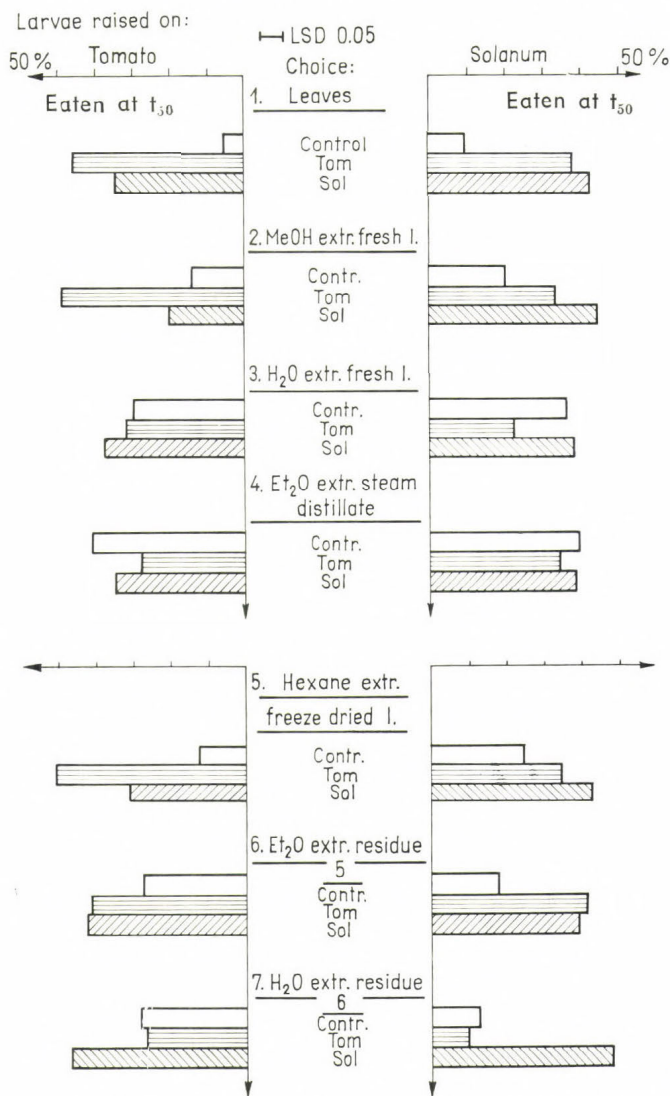 Larvae raised on:
50% Tomato
Eaten at t50
LSD 0.05
Choice:
Solanum 50%
Eaten at t50
1. Leaves
Control
Tom
Sol
2. MeOH extr. fresh l.
Contr.
Tom
Sol
3. H2O extr. fresh l.
Contr.
Tom
Sol
4. Et2O extr. steam
distillate
Contr.
Tom
Sol
5. Hexane extr.
freeze dried l.
Contr.
Tom
Sol
6. Et2O extr. residue
5
Contr.
Tom
Sol
7. H2O extr. residue
6
Contr.
Tom
Sol